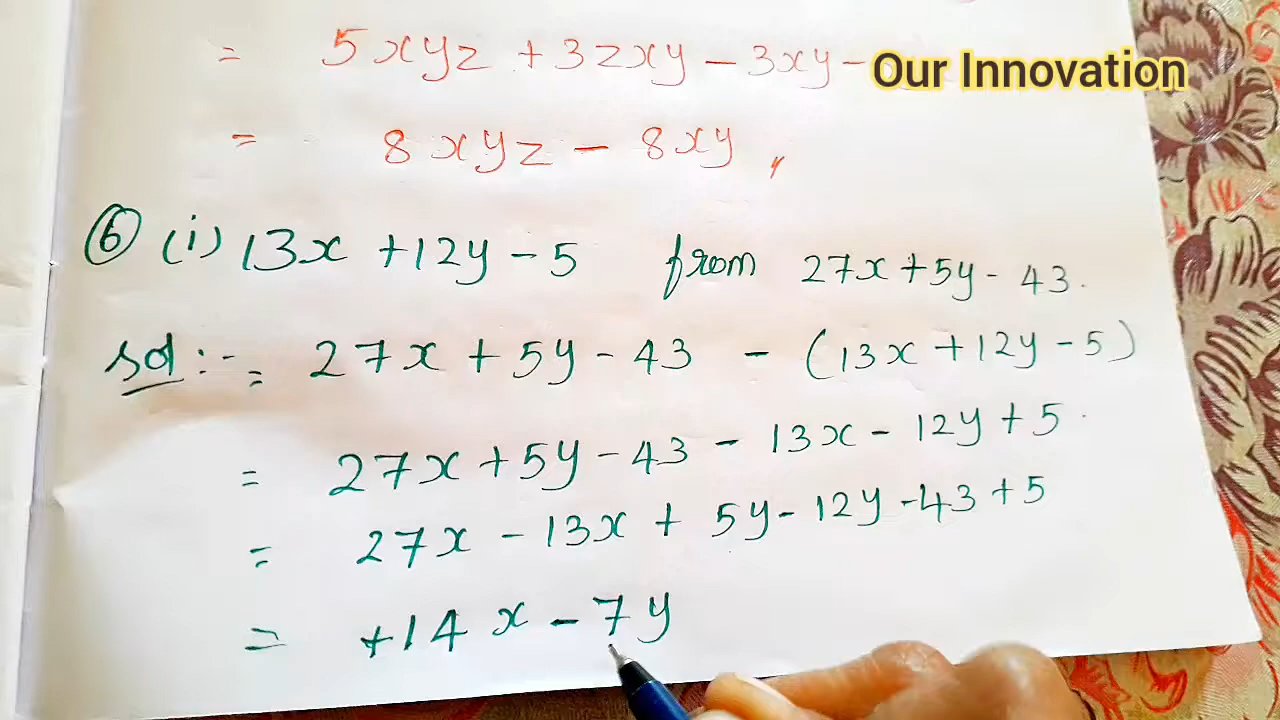 = 5xyz + 3zxy - 3xy -
Our Innovation
= 8xyz - 8xy,
⑥ (i) 13x + 12y - 5 from 27x + 5y - 43.
Sol :- = 27x + 5y - 43 - (13x + 12y - 5)
= 27x + 5y - 43 - 13x - 12y + 5
= 27x - 13x + 5y - 12y - 43 + 5
= +14x - 7y